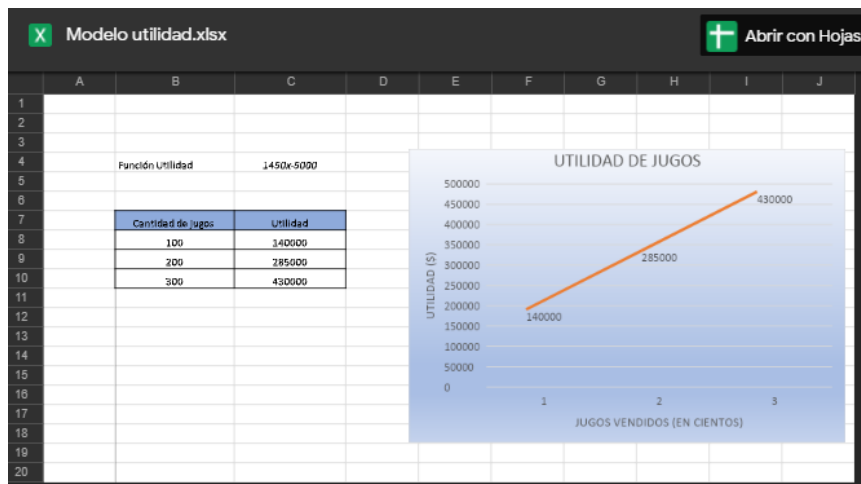 Modelo utilidad.xlsx
Abrir con Hojas
A B C D E F G H I J
1
2
3
4 Función Utilidad 1450x-5000
5
6
7 Cantidad de jugos Utilidad
8 100 140000
9 200 285000
10 300 430000
11
12
13
14
15
16
17
18
19
20
UTILIDAD DE JUGOS
UTILIDAD ($)
500000
450000
400000
350000
300000
250000
200000
150000
100000
50000
0
140000
285000
430000
1 2 3
JUGOS VENDIDOS (EN CIENTOS)